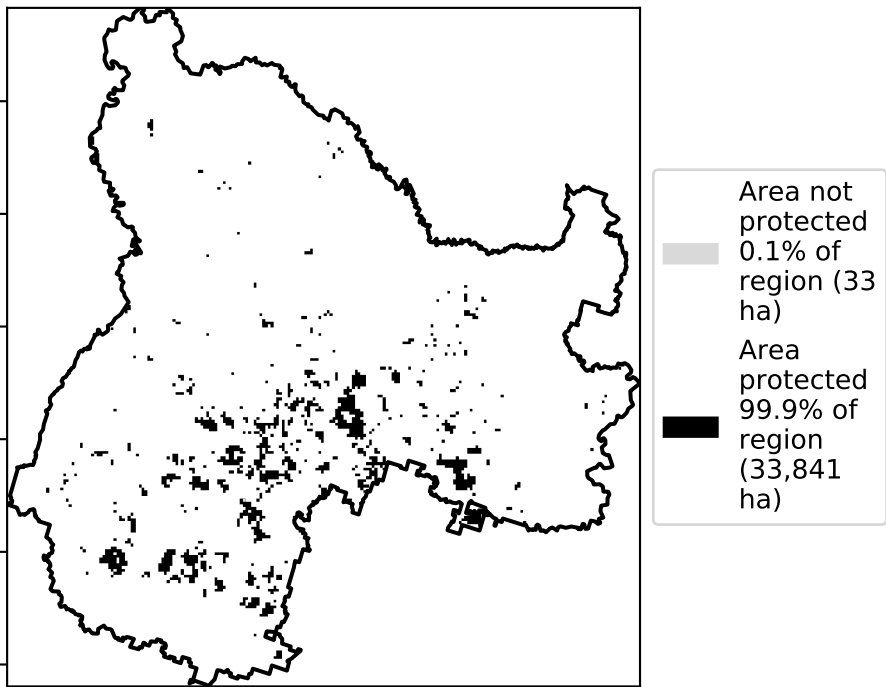 Area not
protected
0.1% of
region (33
ha)
Area
protected
99.9% of
region
(33,841
ha)